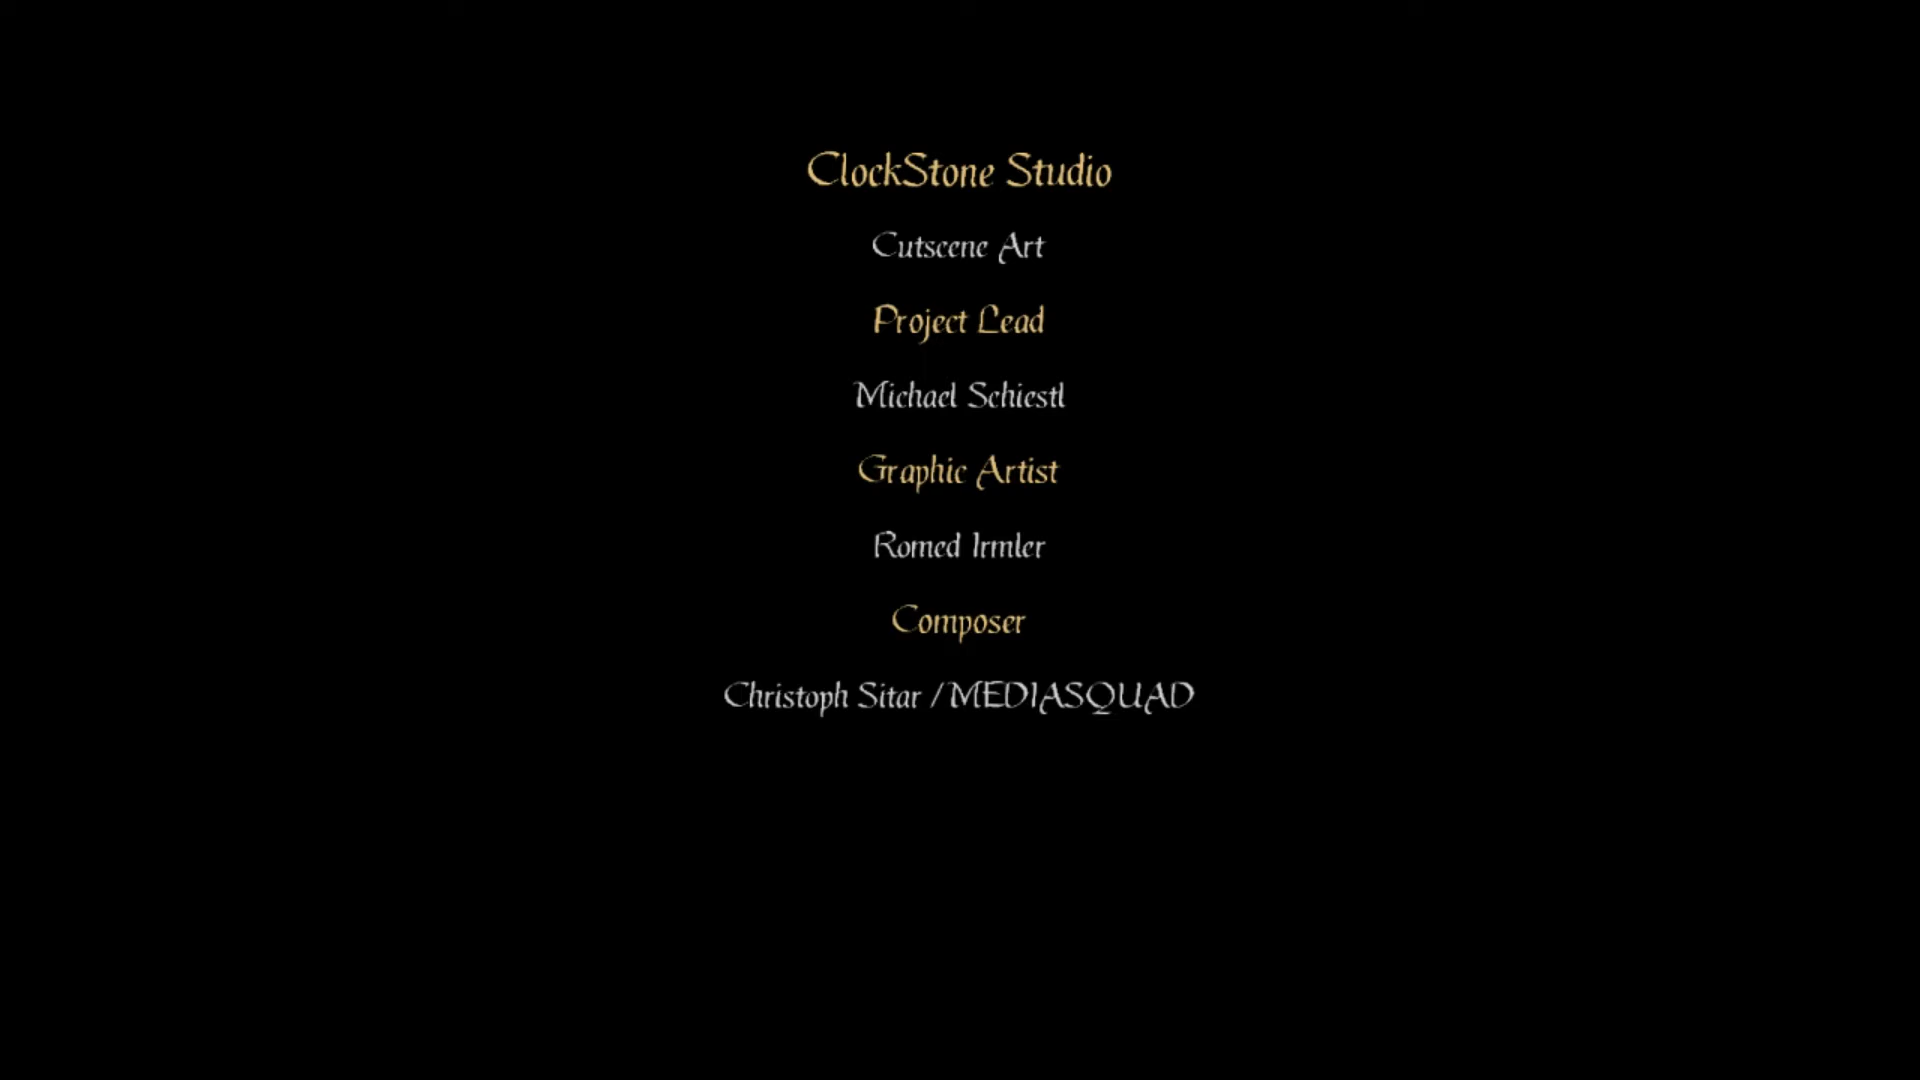 ClockStone Studio
Cutscene Art
Project Lead
Michael Schiestl
Graphic Artist
Romed Irmler
Composer
Christoph Sitar / MEDIASQUAD